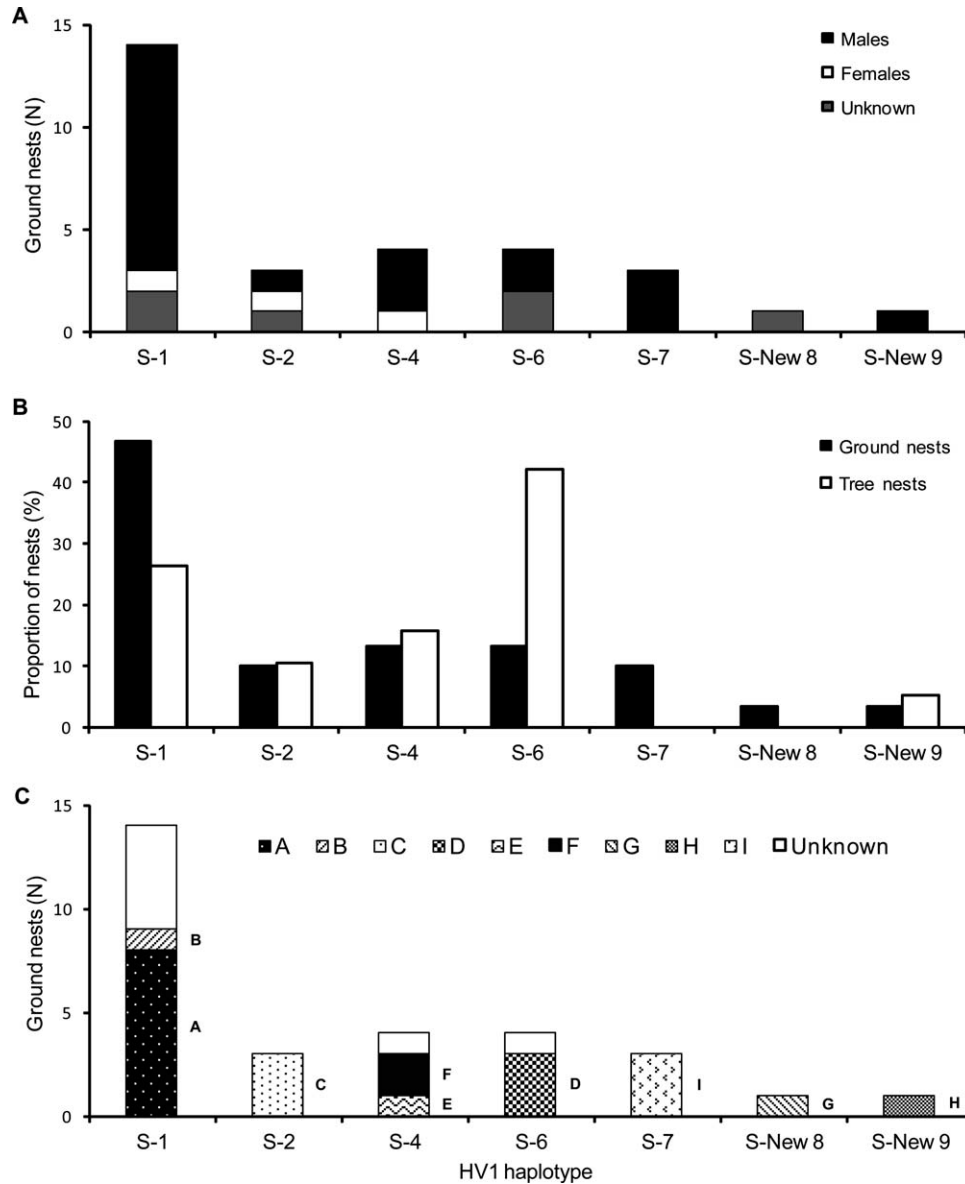 A
15
10
5
0
Ground nests (N)
Males
Females
Unknown
S-1 S-2 S-4 S-6 S-7 S-New 8 S-New 9
B
50
40
30
20
10
0
Proportion of nests (%)
Ground nests
Tree nests
S-1 S-2 S-4 S-6 S-7 S-New 8 S-New 9
C
15
10
5
0
Ground nests (N)
A B C D E F G H I Unknown
B
A
C
F
E
D
I
G
H
S-1 S-2 S-4 S-6 S-7 S-New 8 S-New 9
HV1 haplotype